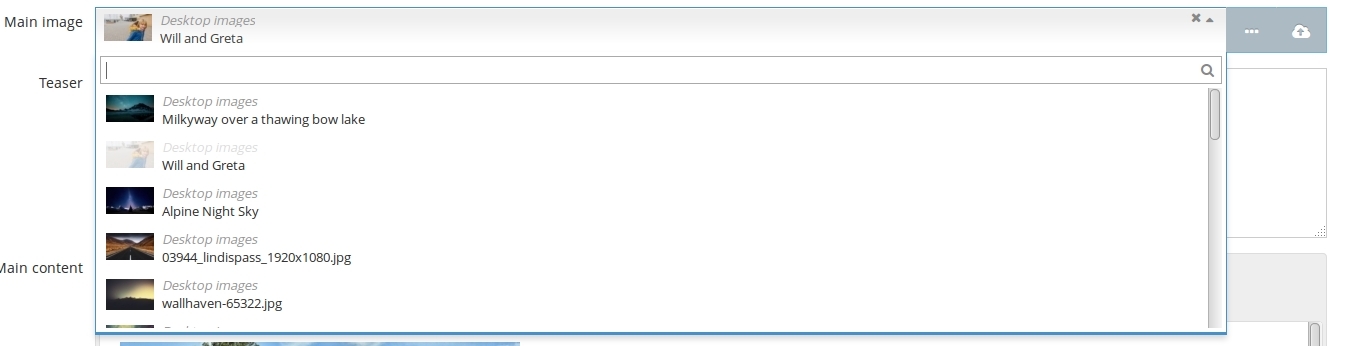 Main image
Desktop images
Will and Greta
Teaser
Desktop images
Milkyway over a thawing bow lake
Desktop images
Will and Greta
Desktop images
Alpine Night Sky
Desktop images
03944_lindispass_1920x1080.jpg
Main content
Desktop images
wallhaven-65322.jpg